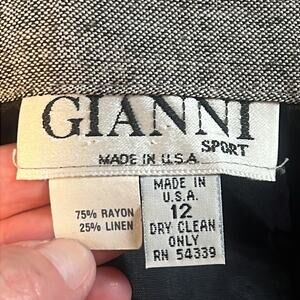 GIANNI
SPORT
MADE IN U.S.A.
75% RAYON
25% LINEN
MADE IN
U.S.A.
12
DRY CLEAN
ONLY
RN 54339